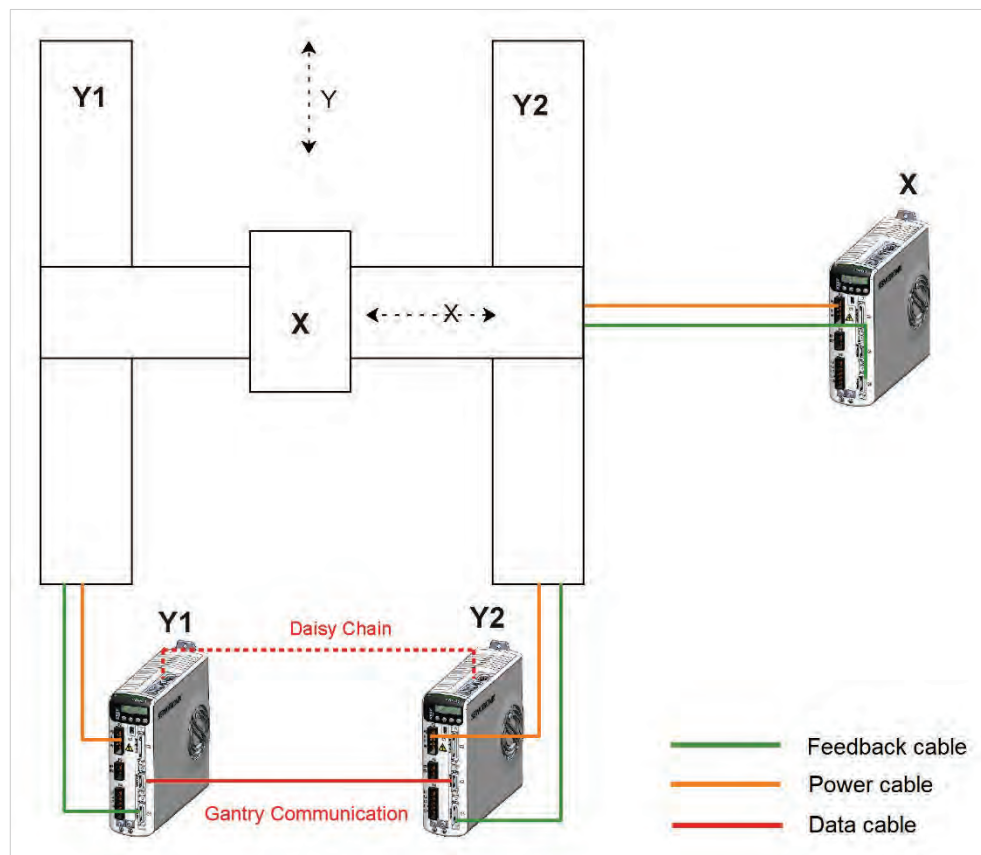 Y1
Y
Y2
X
X
X
Y1
Daisy Chain
Y2
Gantry Communication
Feedback cable
Power cable
Data cable